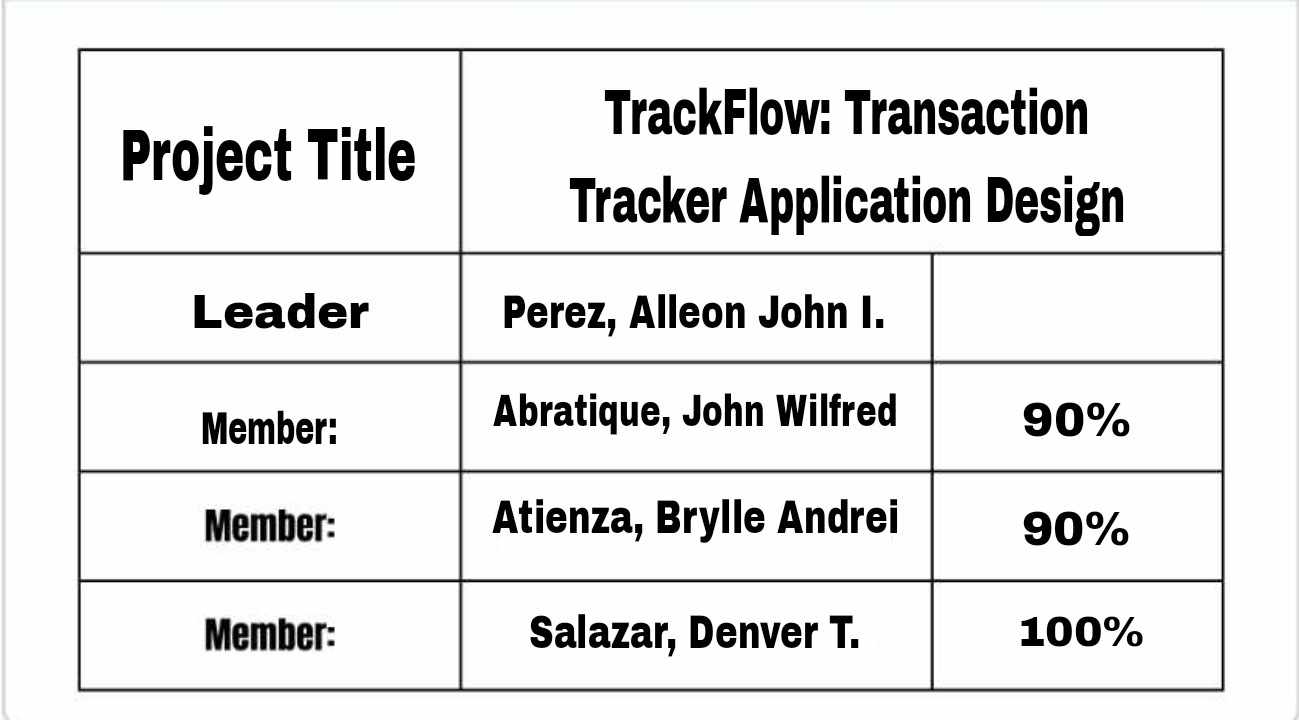 Project Title
TrackFlow: Transaction
Tracker Application Design
Leader
Perez, Alleon John I.
Member:
Abratique, John Wilfred
90%
Member:
Atienza, Brylle Andrei
90%
Member:
Salazar, Denver T.
100%